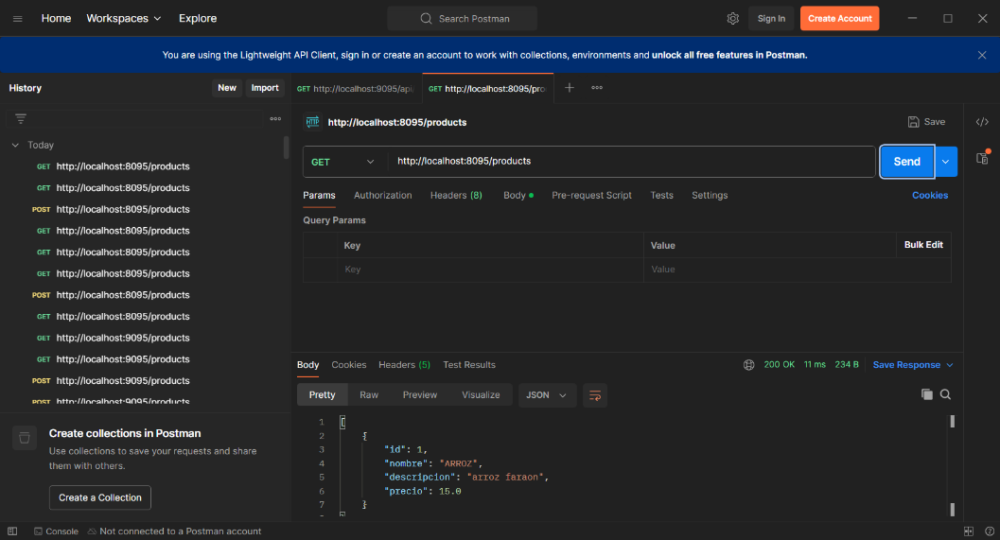 Home Workspaces Explore Search Postman Sign In Create Account
You are using the Lightweight API Client, sign in or create an account to work with collections, environments and unlock all free features in Postman.
History New Import
GET http://localhost:9095/api/
GET http://localhost:8095/pro
Today
GET http://localhost:8095/products
GET http://localhost:8095/products
POST http://localhost:8095/products
GET http://localhost:8095/products
GET http://localhost:8095/products
GET http://localhost:8095/products
POST http://localhost:8095/products
GET http://localhost:8095/products
GET http://localhost:9095/products
GET http://localhost:9095/products
POST http://localhost:9095/products
POST http://localhost:9095/products
Create collections in Postman
Use collections to save your requests and share
them with others.
Create a Collection
HTTP http://localhost:8095/products Save
GET http://localhost:8095/products Send
Params Authorization Headers (8) Body Pre-request Script Tests Settings Cookies
Query Params
Key Value Bulk Edit
Key Value
Body Cookies Headers (5) Test Results 200 OK 11 ms 234 B Save Response
Pretty Raw Preview Visualize JSON
1 [
2 {
3 "id": 1,
4 "nombre": "ARROZ",
5 "descripcion": "arroz faraon",
6 "precio": 15.0
7 }
Console Not connected to a Postman account